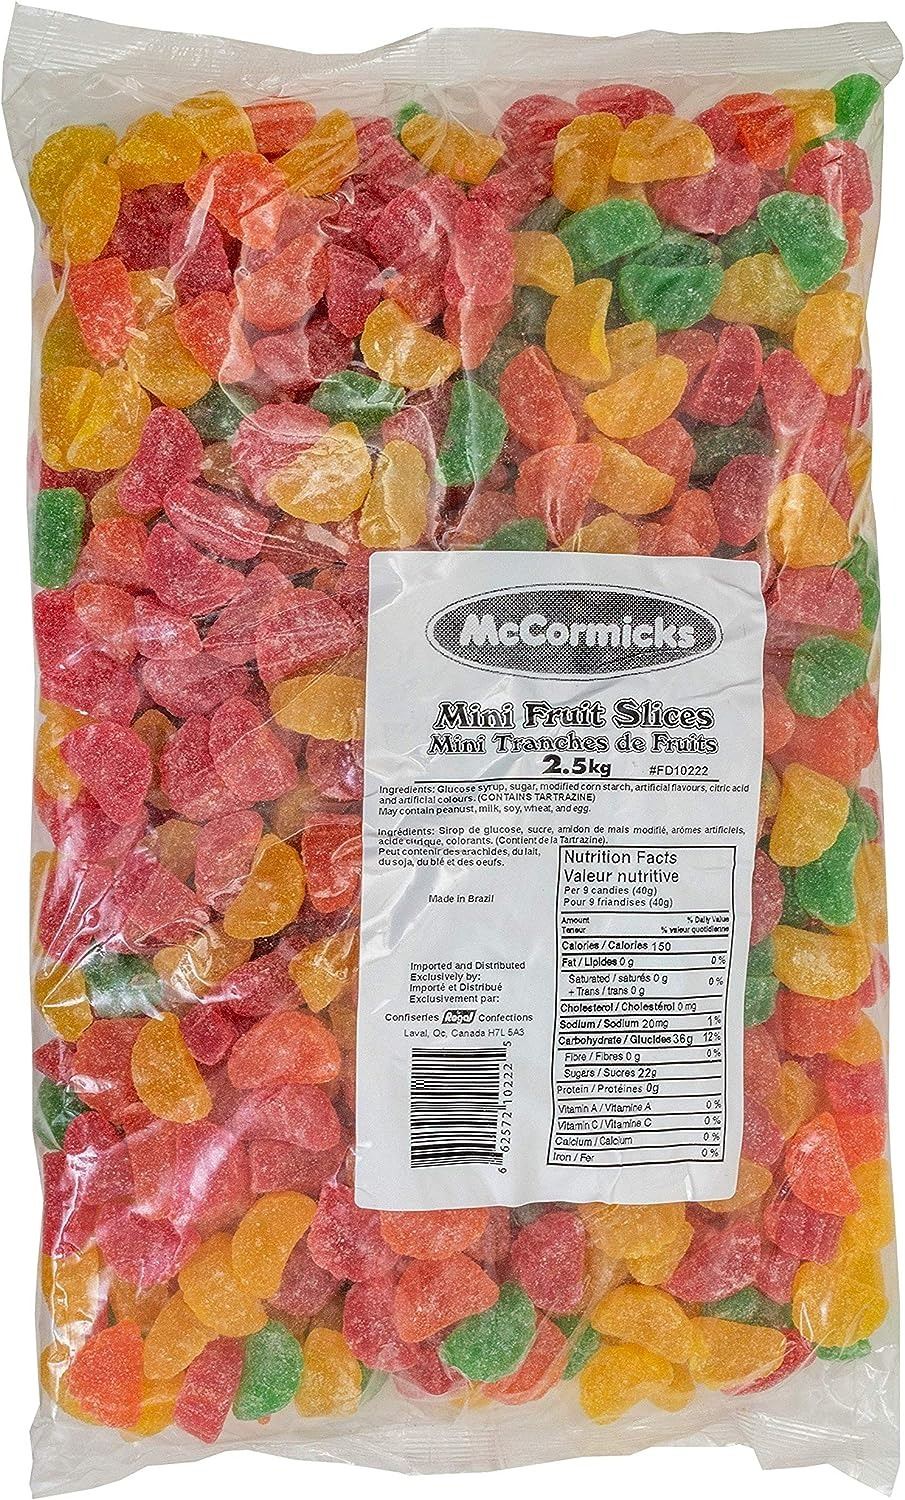 McCormicks
Mini Fruit Slices
Mini Tranches de Fruits
2.5kg #FD10222
Ingredients: Glucose syrup, sugar, modified corn starch, artificial flavours, citric acid
and artificial colours. (CONTAINS TARTRAZINE)
May contain peanust, milk, soy, wheat, and egg.
Ingrédients: Sirop de glucose, sucre, amidon de mais modifié, arômes artificiels,
acide citrique, colorants. (Contient de la Tartrazine).
Peut contenir des arachides, du lait,
du soja, du blé et des oeufs.
Made in Brazil
Imported and Distributed
Exclusively by:
Importé et Distribué
Exclusivement par:
Confiseries Regal Confections
Laval, Qc, Canada H7L 5A3
6 62572 10222 5
Nutrition Facts
Valeur nutritive
Per 9 candies (40g)
Pour 9 friandises (40g)
Amount % Daily Value
Teneur % valeur quotidienne
Calories / Calories 150
Fat / Lipides 0 g 0 %
Saturated / saturés 0 g 0 %
+ Trans / trans 0 g
Cholesterol / Cholestérol 0 mg
Sodium / Sodium 20mg 1 %
Carbohydrate / Glucides 36g 12%
Fibre / Fibres 0 g 0 %
Sugars / Sucres 22g
Protein / Protéines 0g
Vitamin A / Vitamine A 0 %
Vitamin C / Vitamine C 0 %
Calcium / Calcium 0 %
Iron / Fer 0 %